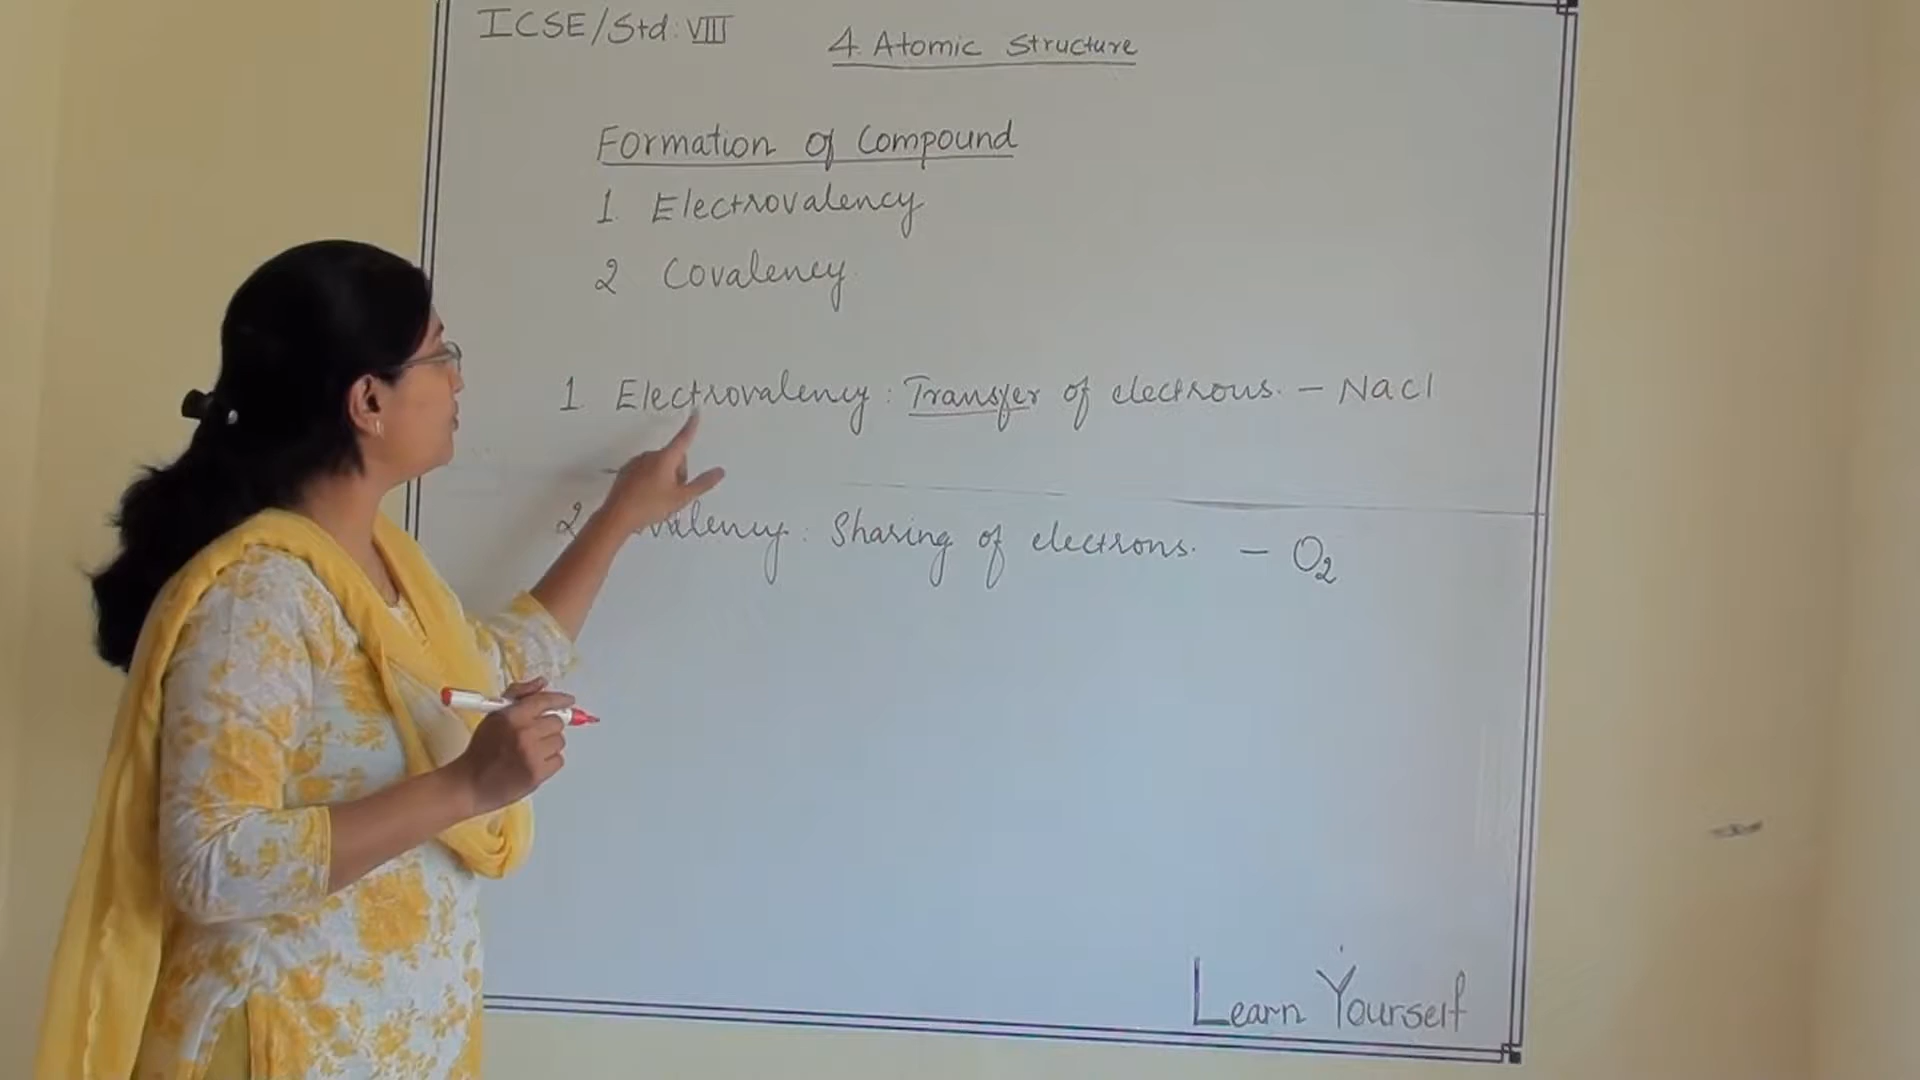 ICSE/Std: VIII
4. Atomic Structure
Formation of Compound
1. Electrovalency
2 Covalency
1. Electrovalency: Transfer of electrons. - NaCl
2 valency: Sharing of electrons. - O2
Learn Yourself